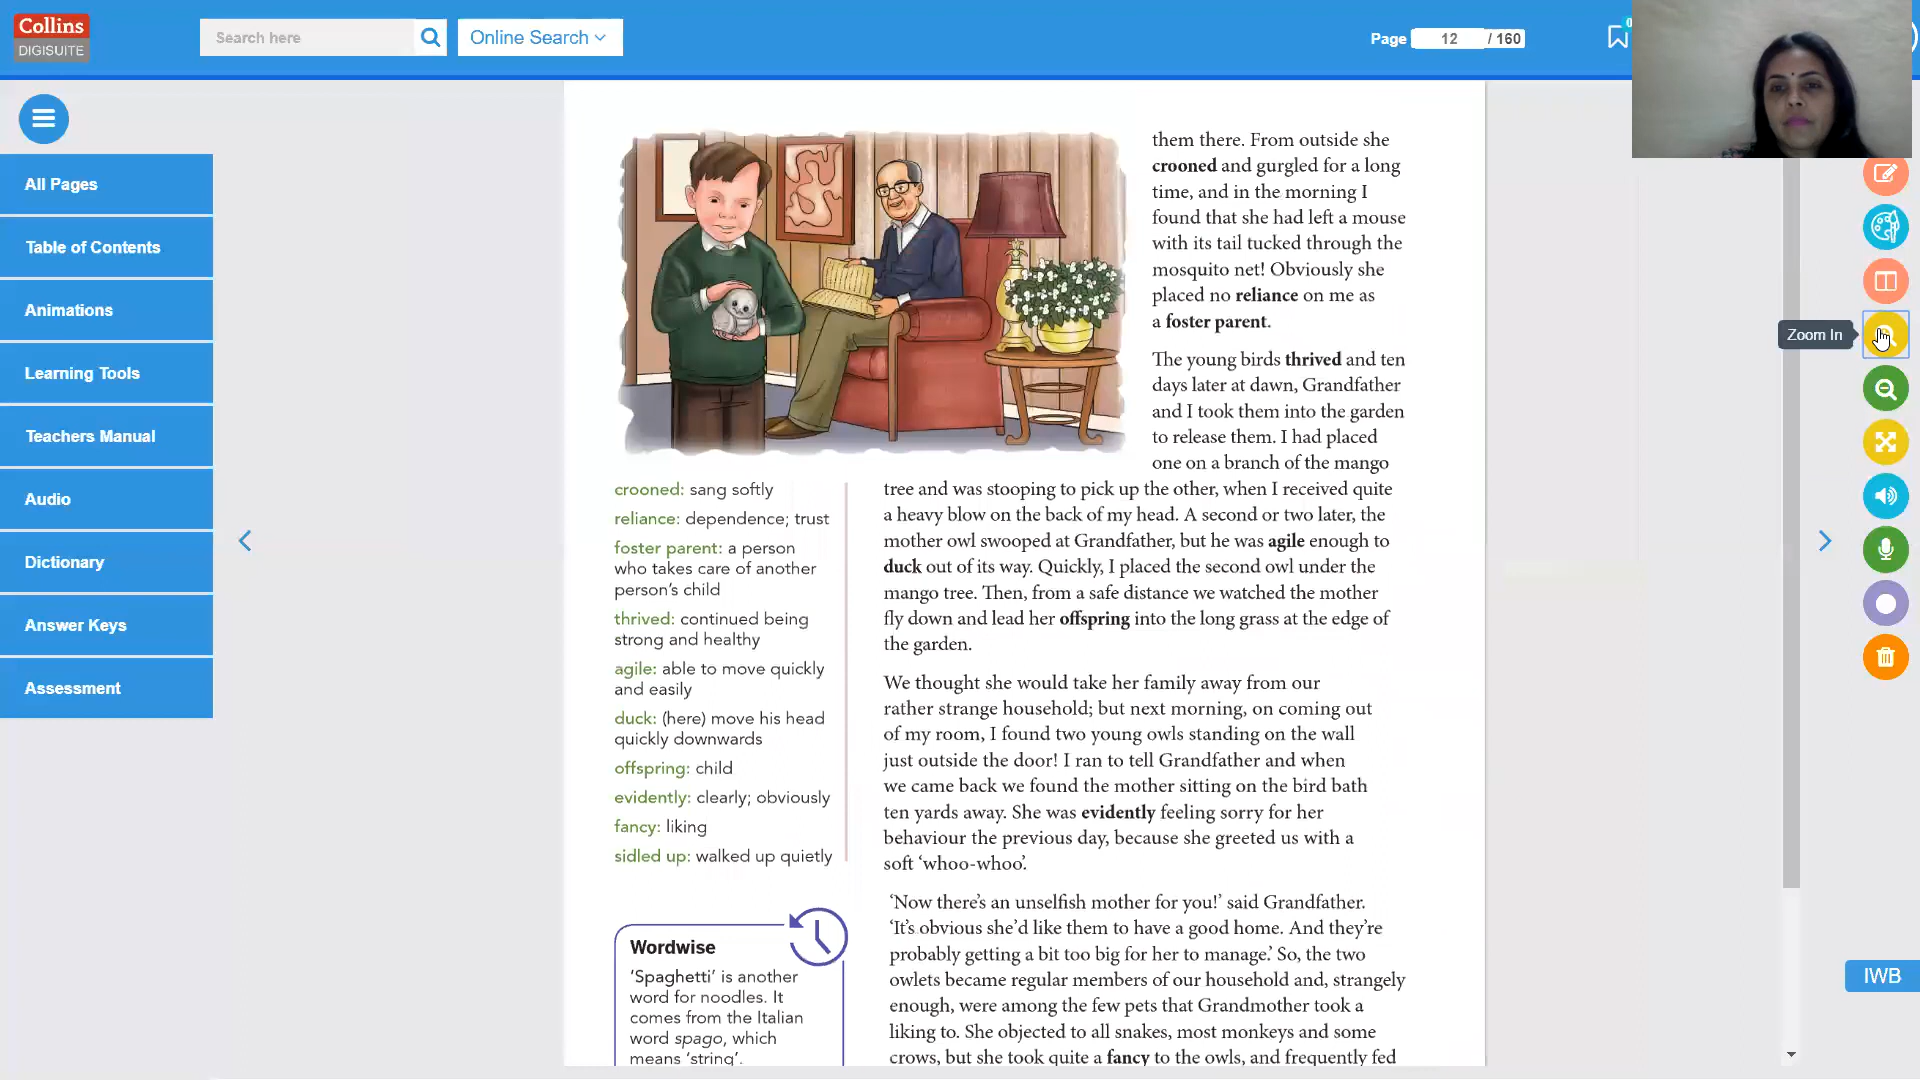 Collins
DIGISUITE
Search here
Online Search
Page 12 / 160
All Pages
Table of Contents
Animations
Learning Tools
Teachers Manual
Audio
Dictionary
Answer Keys
Assessment
them there. From outside she
crooned and gurgled for a long
time, and in the morning I
found that she had left a mouse
with its tail tucked through the
mosquito net! Obviously she
placed no reliance on me as
a foster parent.
The young birds thrived and ten
days later at dawn, Grandfather
and I took them into the garden
to release them. I had placed
one on a branch of the mango
tree and was stooping to pick up the other, when I received quite
a heavy blow on the back of my head. A second or two later, the
mother owl swooped at Grandfather, but he was agile enough to
duck out of its way. Quickly, I placed the second owl under the
mango tree. Then, from a safe distance we watched the mother
fly down and lead her offspring into the long grass at the edge of
the garden.
We thought she would take her family away from our
rather strange household; but next morning, on coming out
of my room, I found two young owls standing on the wall
just outside the door! I ran to tell Grandfather and when
we came back we found the mother sitting on the bird bath
ten yards away. She was evidently feeling sorry for her
behaviour the previous day, because she greeted us with a
soft ‘whoo-whoo’.
‘Now there’s an unselfish mother for you!’ said Grandfather.
‘It’s obvious she’d like them to have a good home. And they’re
probably getting a bit too big for her to manage.’ So, the two
owlets became regular members of our household and, strangely
enough, were among the few pets that Grandmother took a
liking to. She objected to all snakes, most monkeys and some
crows, but she took quite a fancy to the owls, and frequently fed
crooned: sang softly
reliance: dependence; trust
foster parent: a person
who takes care of another
person’s child
thrived: continued being
strong and healthy
agile: able to move quickly
and easily
duck: (here) move his head
quickly downwards
offspring: child
evidently: clearly; obviously
fancy: liking
sidled up: walked up quietly
Wordwise
‘Spaghetti’ is another
word for noodles. It
comes from the Italian
word spago, which
means ‘string’.
Zoom In
IWB